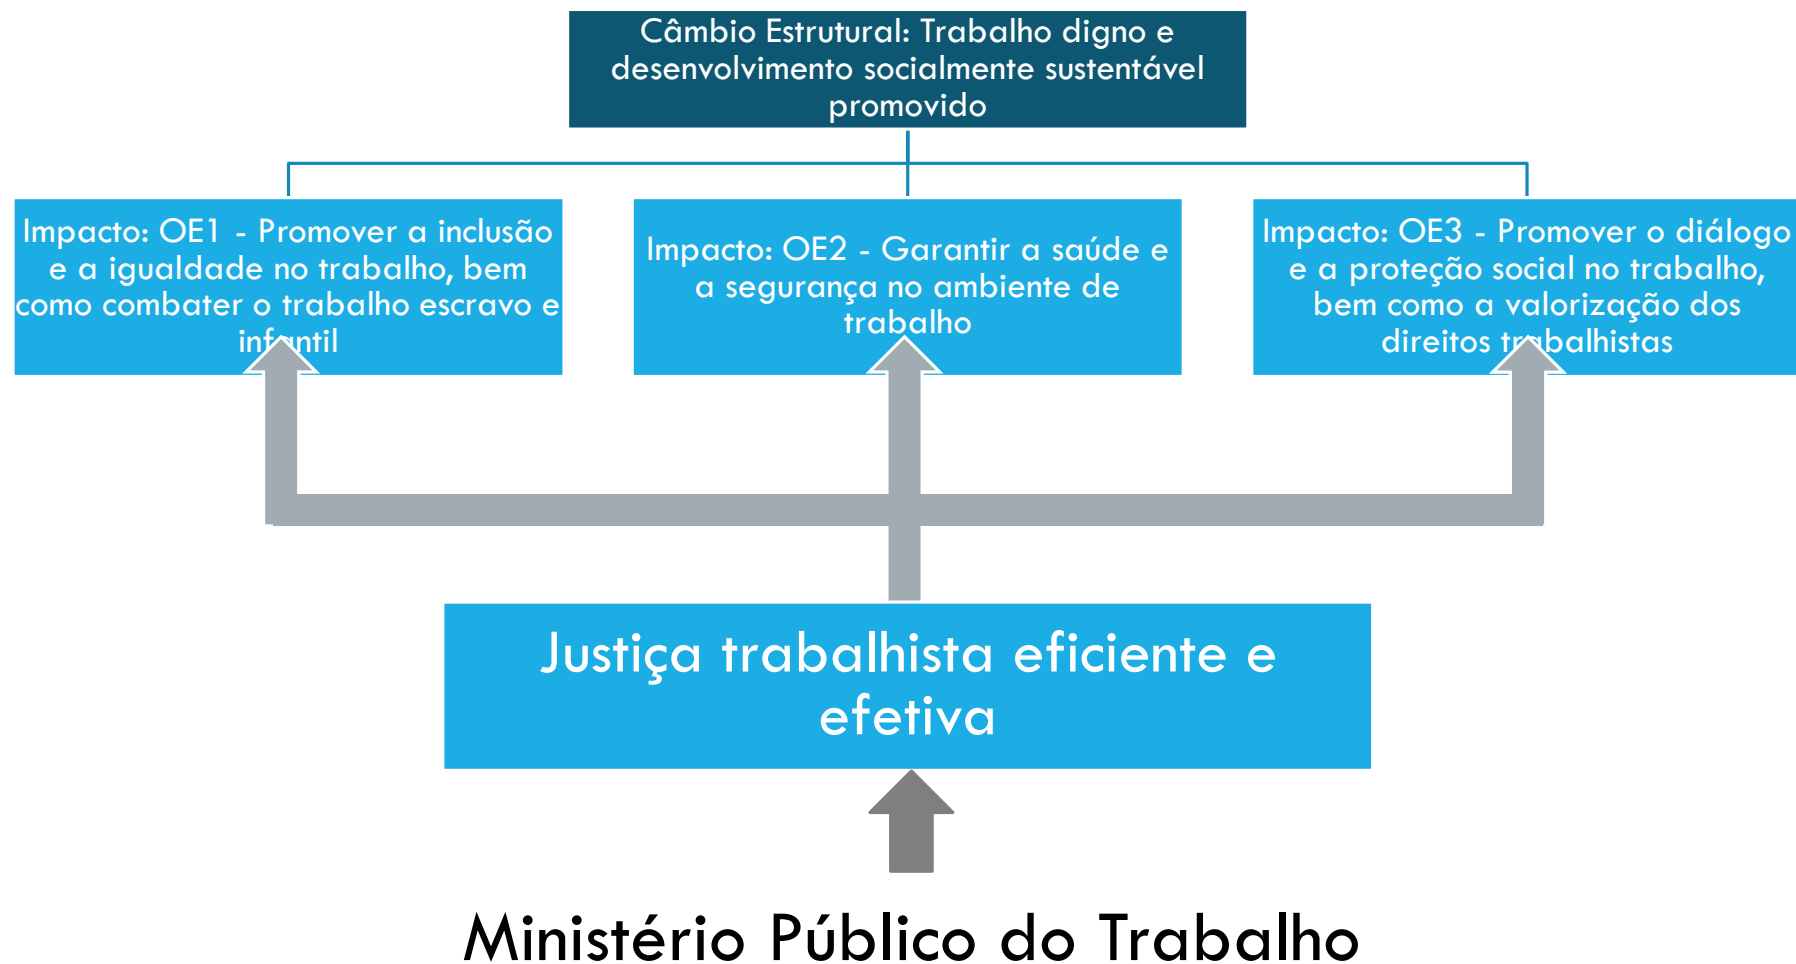 Câmbio Estrutural: Trabalho digno e
desenvolvimento socialmente sustentável
promovido
Impacto: OE1 - Promover a inclusão
e a igualdade no trabalho, bem
como combater o trabalho escravo e
infantil
Impacto: OE2 - Garantir a saúde e
a segurança no ambiente de
trabalho
Impacto: OE3 - Promover o diálogo
e a proteção social no trabalho,
bem como a valorização dos
direitos trabalhistas
Justiça trabalhista eficiente e
efetiva
Ministério Público do Trabalho